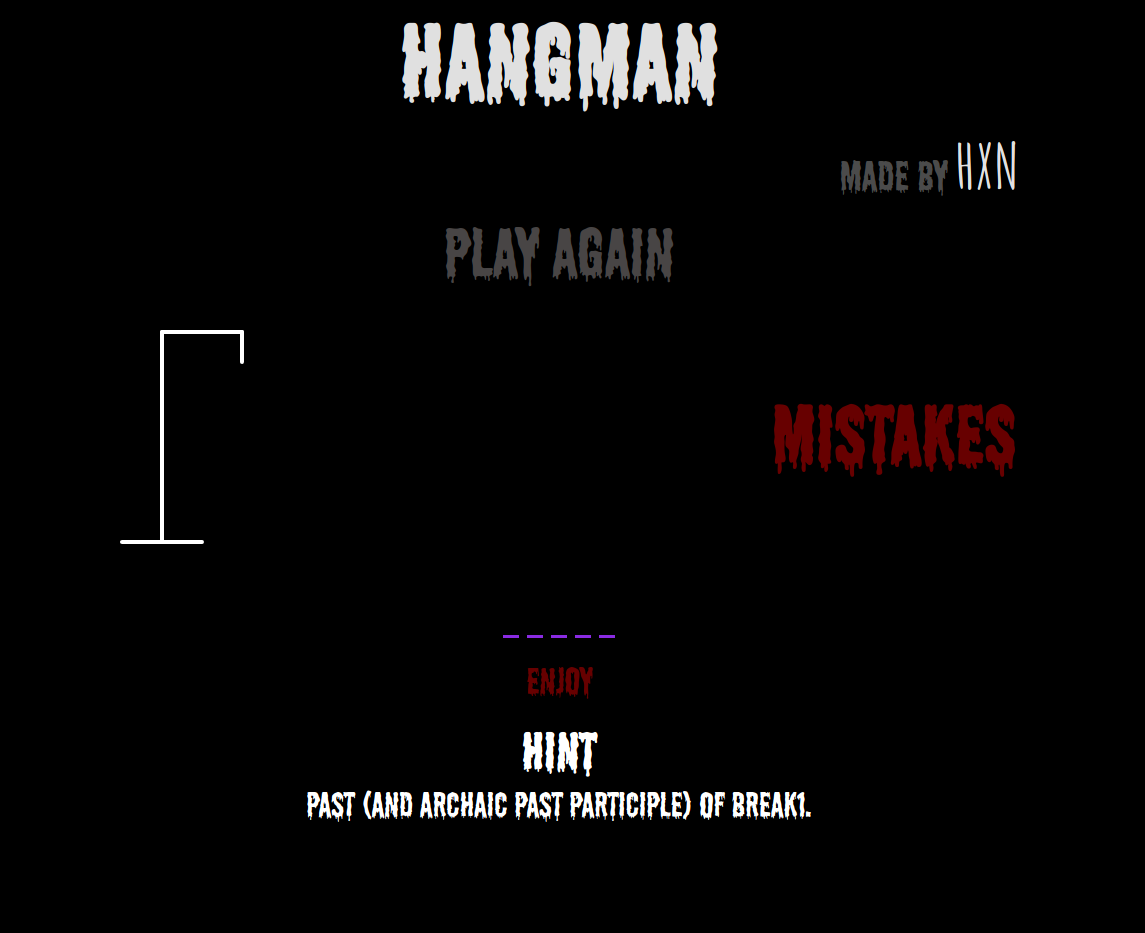 HANGMAN
MADE BY HXN
PLAY AGAIN
MISTAKES
_ _ _ _ _
ENJOY
HINT
PAST (AND ARCHAIC PAST PARTICIPLE) OF BREAK1.